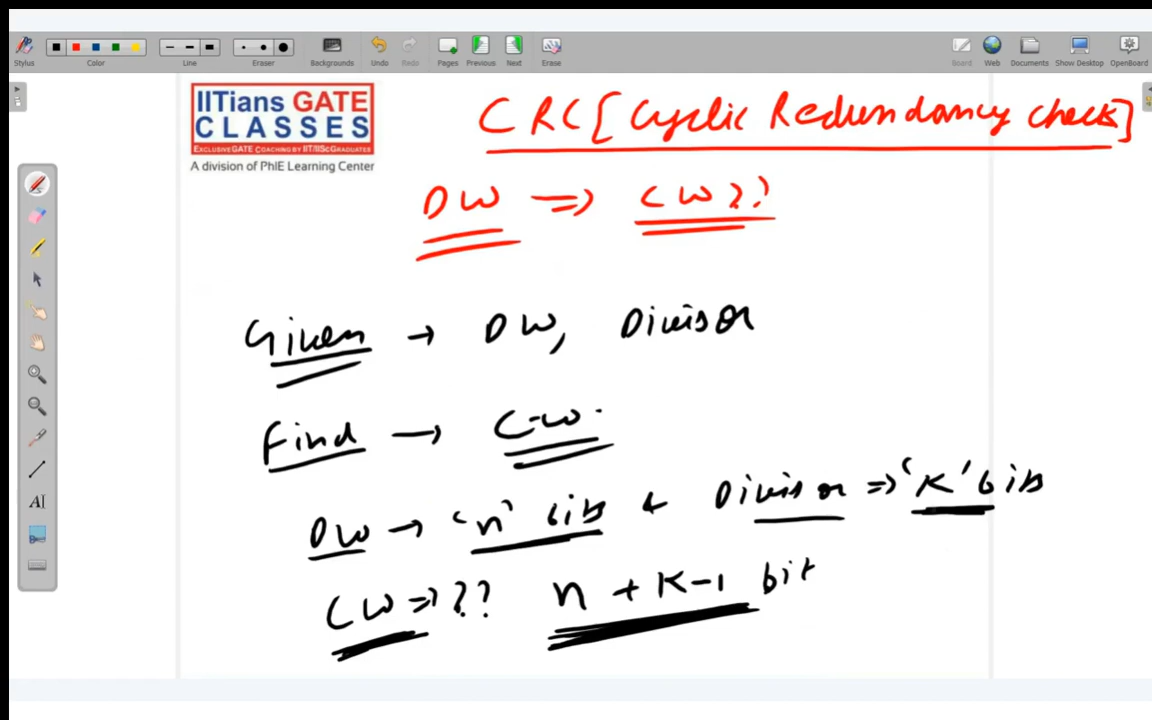 Stylus Color Line Eraser Backgrounds Undo Redo Pages Previous Next Erase Board Web Documents Show Desktop OpenBoard
IITians GATE
CLASSES
EXCLUSIVE GATE COACHING BY IIT/IISc GRADUATES
A division of PhIE Learning Center
CRC [Cyclic Redundancy Check]
DW ⇒ CW??
Given → DW, Divisor
Find → C.W.
DW → 'n' bits & Divisor ⇒ 'K' bits
CW ⇒ ?? n + K-1 bit
AI